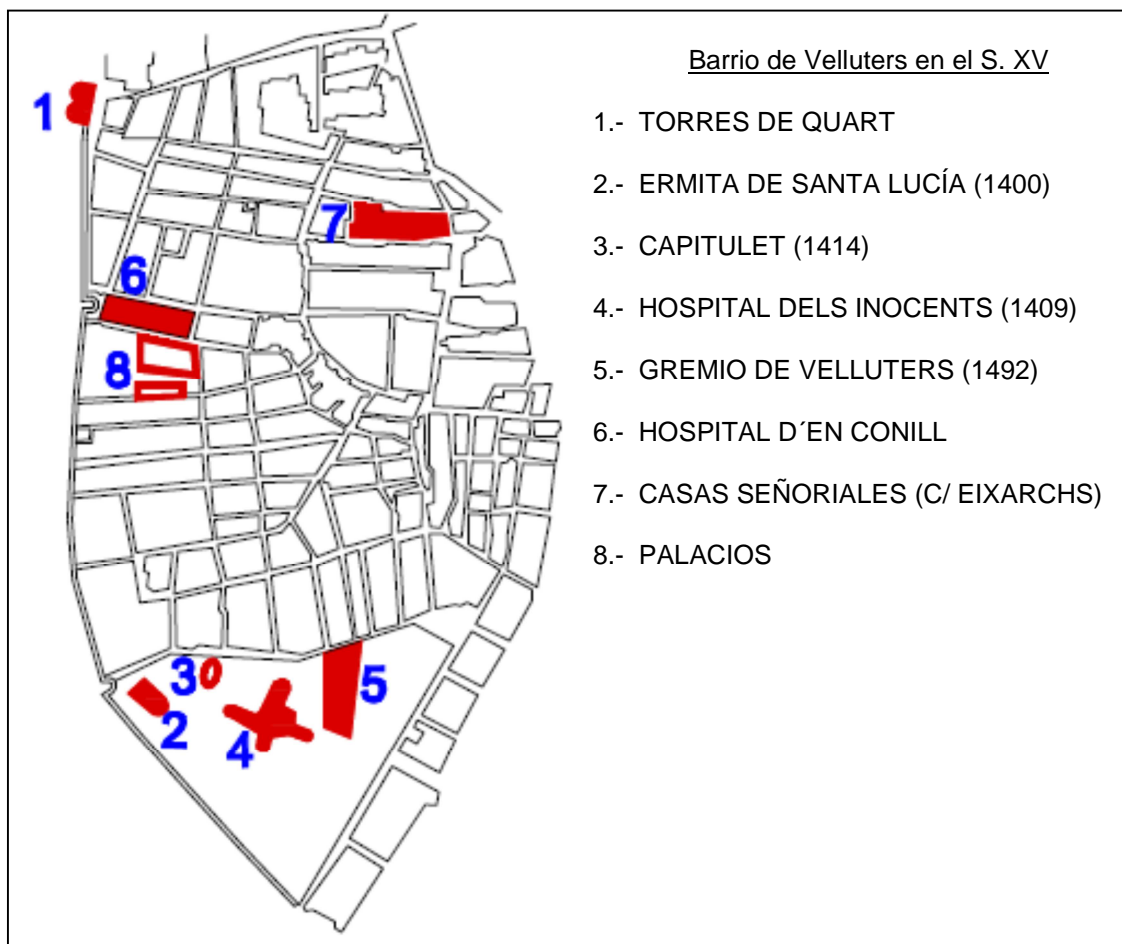 Barrio de Velluters en el S. XV
1.- TORRES DE QUART
2.- ERMITA DE SANTA LUCÍA (1400)
3.- CAPITULET (1414)
4.- HOSPITAL DELS INOCENTS (1409)
5.- GREMIO DE VELLUTERS (1492)
6.- HOSPITAL D´EN CONILL
7.- CASAS SEÑORIALES (C/ EIXARCHS)
8.- PALACIOS
1
7
6
8
3
5
2
4